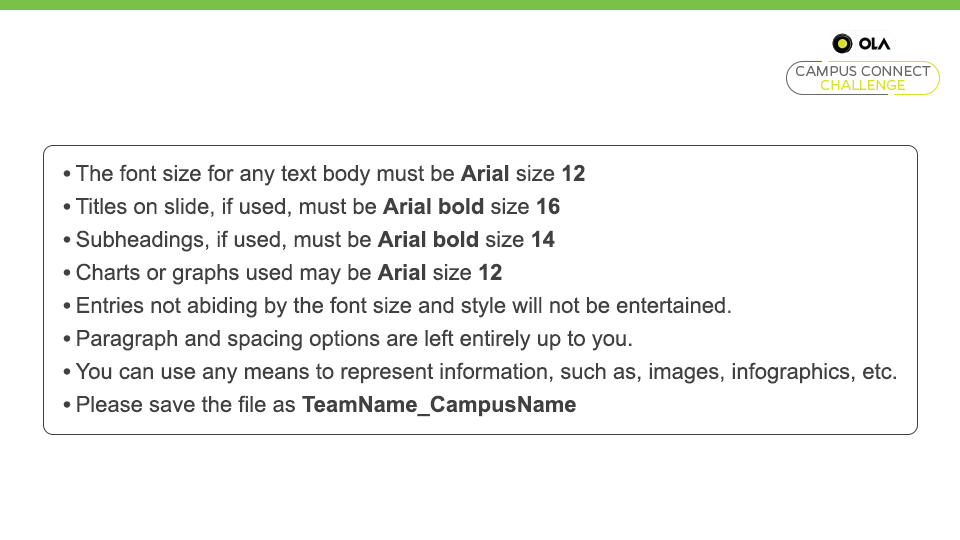 OLA
CAMPUS CONNECT
CHALLENGE
• The font size for any text body must be Arial size 12
• Titles on slide, if used, must be Arial bold size 16
• Subheadings, if used, must be Arial bold size 14
• Charts or graphs used may be Arial size 12
• Entries not abiding by the font size and style will not be entertained.
• Paragraph and spacing options are left entirely up to you.
• You can use any means to represent information, such as, images, infographics, etc.
• Please save the file as TeamName_CampusName